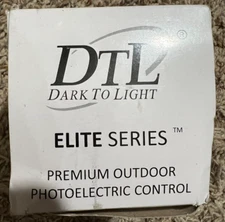 DTL®
DARK TO LIGHT
ELITE SERIES ™
PREMIUM OUTDOOR
PHOTOELECTRIC CONTROL